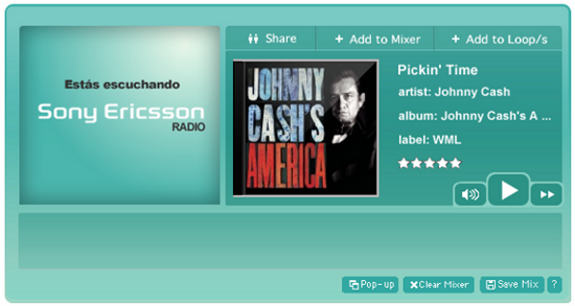 Estás escuchando
Sony Ericsson
RADIO
Share
+ Add to Mixer
+ Add to Loop/s
JOHNNY
CASH'S
AMERICA
Pickin' Time
artist: Johnny Cash
album: Johnny Cash's A ...
label: WML
Pop-up
Clear Mixer
Save Mix
?